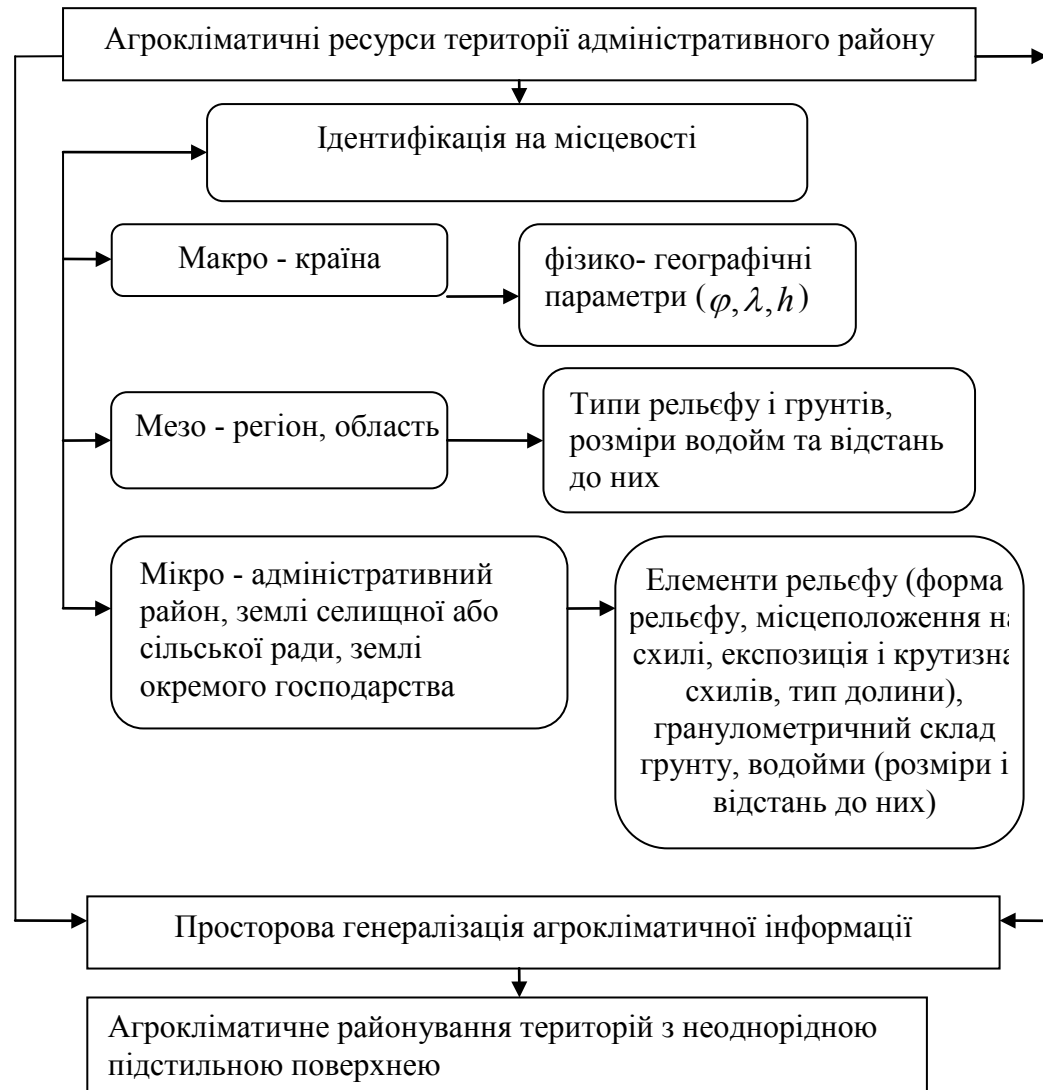 Агрокліматичні ресурси території адміністративного району
Ідентифікація на місцевості
Макро - країна
фізико- географічні
параметри (φ, λ, h)
Мезо - регіон, область
Типи рельєфу і грунтів,
розміри водойм та відстань
до них
Мікро - адміністративний
район, землі селищної або
сільської ради, землі
окремого господарства
Елементи рельєфу (форма
рельєфу, місцеположення на
схилі, експозиція і крутизна
схилів, тип долини),
гранулометричний склад
грунту, водойми (розміри і
відстань до них)
Просторова генералізація агрокліматичної інформації
Агрокліматичне районування територій з неоднорідною
підстильною поверхнею